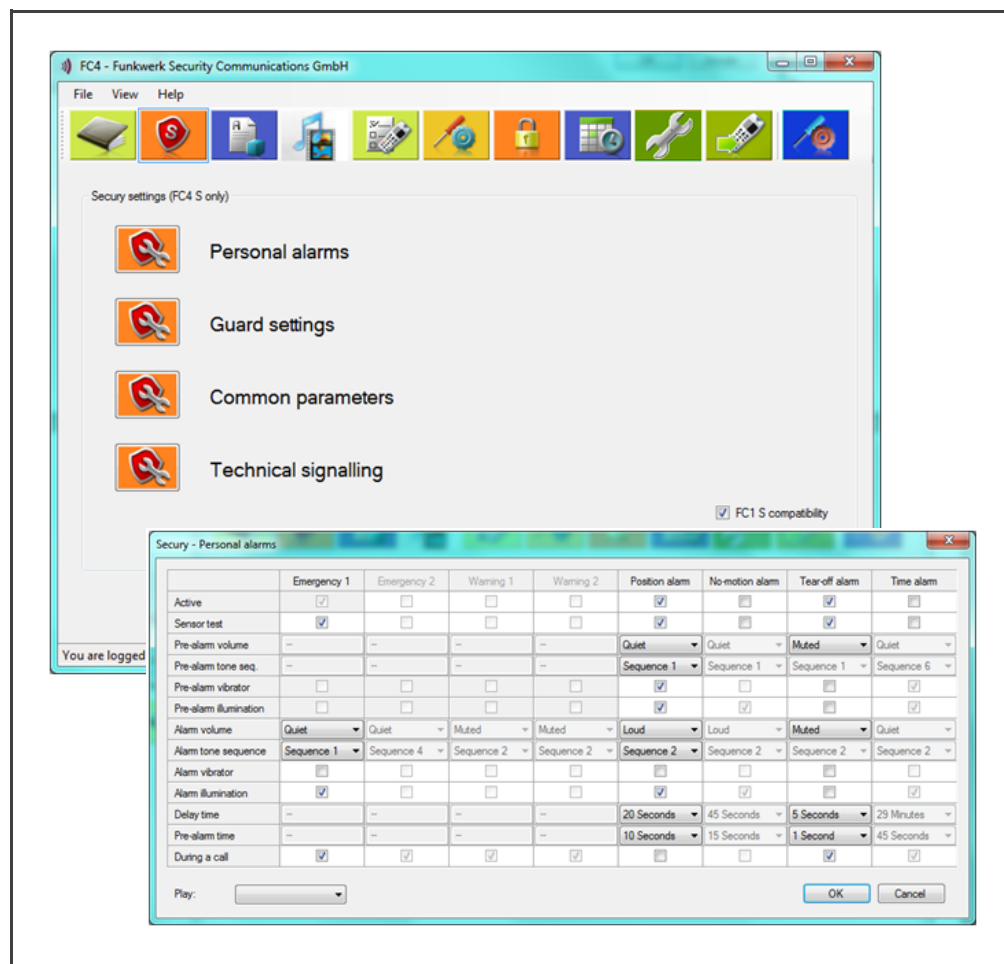 FC4 - Funkwerk Security Communications GmbH
File View Help
Secury settings (FC4 S only)
Personal alarms
Guard settings
Common parameters
Technical signalling
FC1 S compatibility
You are logged
Secury - Personal alarms
Emergency 1 Emergency 2 Warning 1 Warning 2 Position alarm No-motion alarm Tear-off alarm Time alarm
Active
Sensor test
Pre-alarm volume -- -- -- -- Quiet Quiet Muted Quiet
Pre-alarm tone seq. -- -- -- -- Sequence 1 Sequence 1 Sequence 1 Sequence 6
Pre-alarm vibrator
Pre-alarm illumination
Alarm volume Quiet Quiet Muted Muted Loud Loud Muted Quiet
Alarm tone sequence Sequence 1 Sequence 4 Sequence 2 Sequence 2 Sequence 2 Sequence 2 Sequence 2 Sequence 2
Alarm vibrator
Alarm illumination
Delay time -- -- -- -- 20 Seconds 45 Seconds 5 Seconds 29 Minutes
Pre-alarm time -- -- -- -- 10 Seconds 15 Seconds 1 Second 45 Seconds
During a call
Play:
OK Cancel